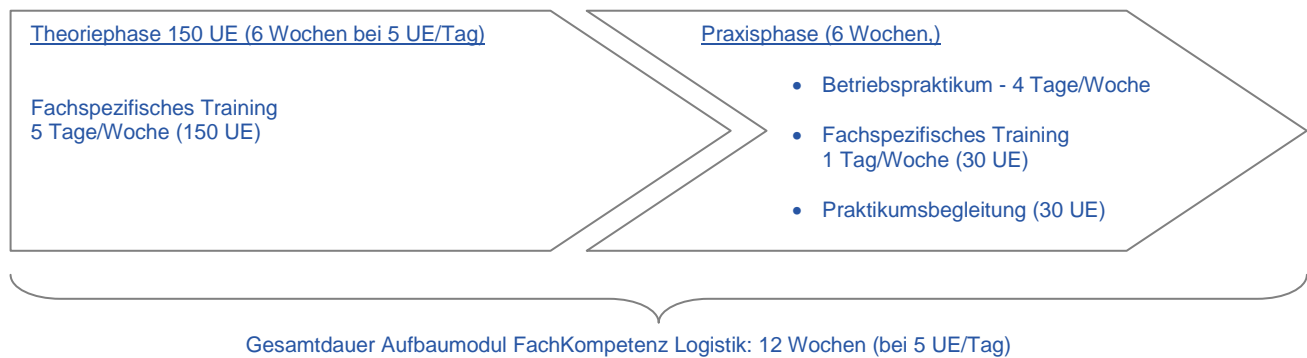 Theoriephase 150 UE (6 Wochen bei 5 UE/Tag)
Fachspezifisches Training
5 Tage/Woche (150 UE)
Praxisphase (6 Wochen,)
• Betriebspraktikum - 4 Tage/Woche
• Fachspezifisches Training
1 Tag/Woche (30 UE)
• Praktikumsbegleitung (30 UE)
Gesamtdauer Aufbaumodul FachKompetenz Logistik: 12 Wochen (bei 5 UE/Tag)